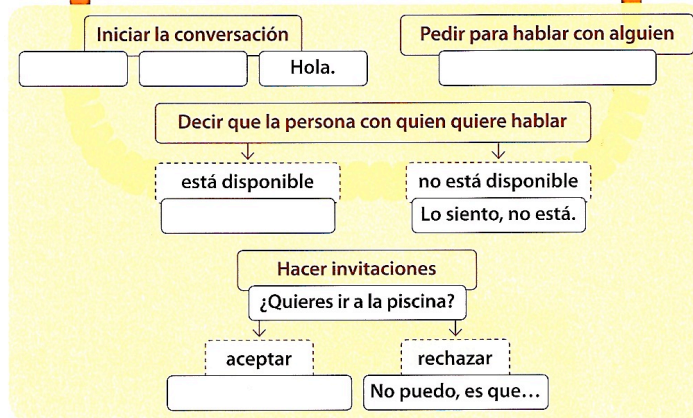 Iniciar la conversación
Pedir para hablar con alguien
Hola.
Decir que la persona con quien quiere hablar
está disponible
no está disponible
Lo siento, no está.
Hacer invitaciones
¿Quieres ir a la piscina?
aceptar
rechazar
No puedo, es que...